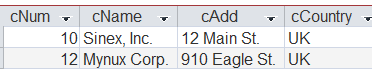 cNum cName cAdd cCountry
10 Sinex, Inc. 12 Main St. UK
12 Mynux Corp. 910 Eagle St. UK